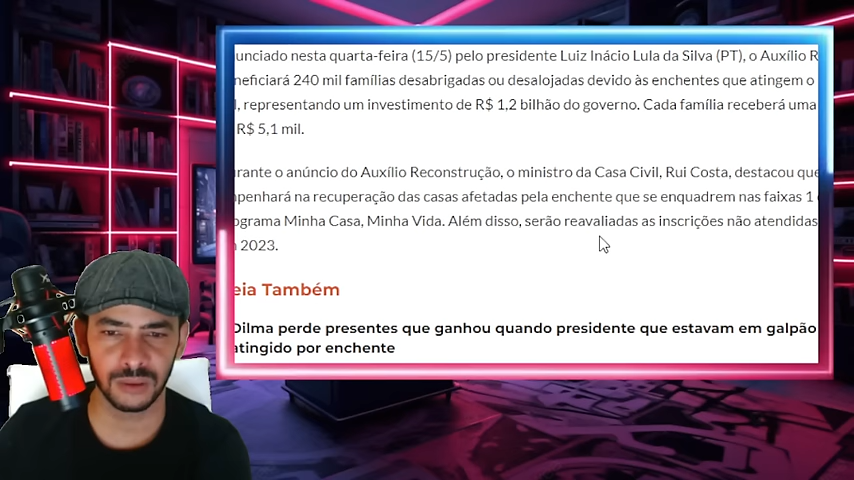 unciado nesta quarta-feira (15/5) pelo presidente Luiz Inácio Lula da Silva (PT), o Auxílio R
neficiará 240 mil famílias desabrigadas ou desalojadas devido às enchentes que atingem o
l, representando um investimento de R$ 1,2 bilhão do governo. Cada família receberá uma
R$ 5,1 mil.
urante o anúncio do Auxílio Reconstrução, o ministro da Casa Civil, Rui Costa, destacou que
mpenhará na recuperação das casas afetadas pela enchente que se enquadrem nas faixas 1
ograma Minha Casa, Minha Vida. Além disso, serão reavaliadas as inscrições não atendidas
2023.
eia Também
Dilma perde presentes que ganhou quando presidente que estavam em galpão
atingido por enchente